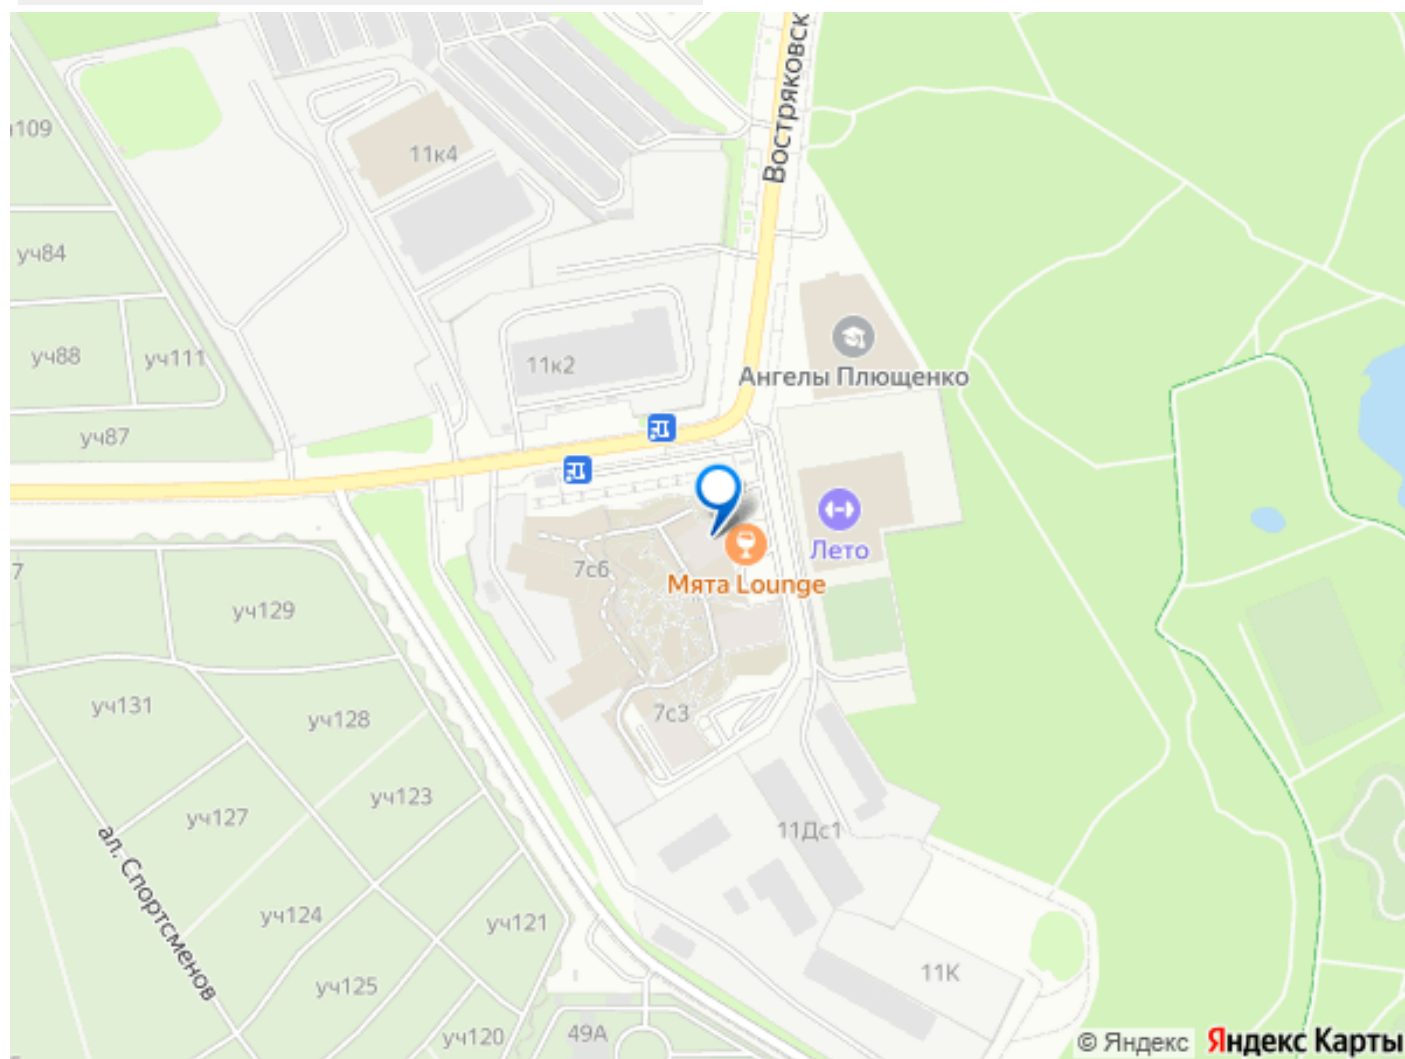 Востряковск
109
11к4
уч84
уч88
уч111
11к2
Ангелы Плющенко
уч87
Лето
7с6
Мята Lounge
7
уч129
уч131
уч128
7с3
уч123
уч127
11Дс1
ал. Спортсменов
уч124
уч121
11К
уч125
уч120
49А
© Яндекс
Яндекс Карты